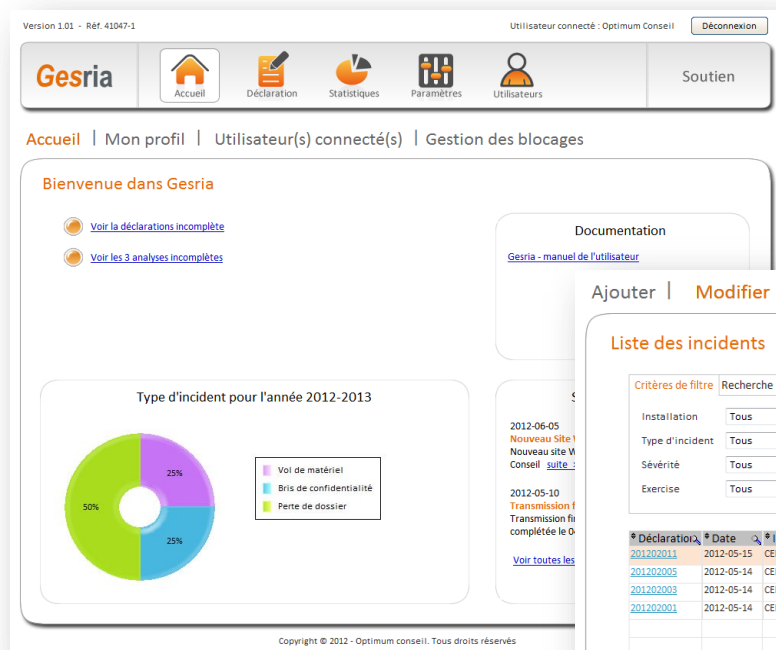 Version 1.01 - Réf. 41047-1
Utilisateur connecté : Optimum Conseil
Déconnexion
Gesria
Accueil
Déclaration
Statistiques
Paramètres
Utilisateurs
Soutien
Accueil | Mon profil | Utilisateur(s) connecté(s) | Gestion des blocages
Bienvenue dans Gesria
Voir la déclarations incomplète
Voir les 3 analyses incomplètes
Documentation
Gesria - manuel de l'utilisateur
Type d'incident pour l'année 2012-2013
25%
50%
25%
Vol de matériel
Bris de confidentialité
Perte de dossier
2012-06-05
Nouveau Site
Nouveau site
Conseil suite
2012-05-10
Transmission
Transmission
complétée le
Voir toutes les
Ajouter | Modifier
Liste des incidents
Critères de filtre
Recherche
Installation Tous
Type d'incident Tous
Sévérité Tous
Exercise Tous
Déclaration Date
201202011 2012-05-15
201202005 2012-05-14
201202003 2012-05-14
201202001 2012-05-14
Copyright © 2012 - Optimum conseil. Tous droits réservés